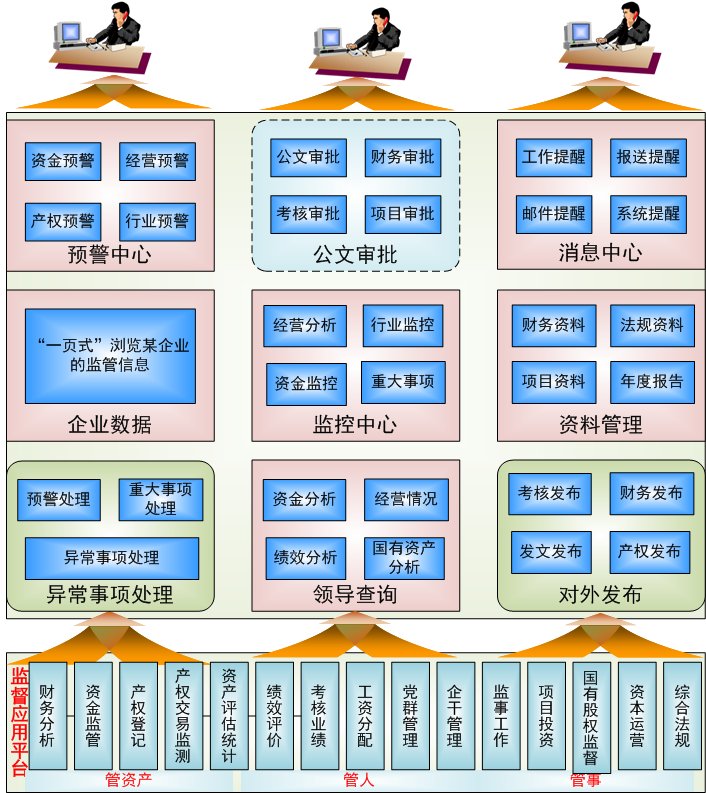 资金预警 经营预警
产权预警 行业预警
预警中心
公文审批 财务审批
考核审批 项目审批
公文审批
工作提醒 报送提醒
邮件提醒 系统提醒
消息中心
“一页式”浏览某企业
的监管信息
企业数据
经营分析 行业监控
资金监控 重大事项
监控中心
财务资料 法规资料
项目资料 年度报告
资料管理
预警处理
重大事项
处理
异常事项处理
异常事项处理
资金分析 经营情况
绩效分析
国有资产
分析
领导查询
考核发布 财务发布
发文发布 产权发布
对外发布
监督应用平台
财务分析
资金监管
产权登记
产权交易监测
资产评估统计
绩效评价
考核业绩
工资分配
党群管理
企干管理
监事工作
项目投资
国有股权监督
资本运营
综合法规
管资产
管人
管事